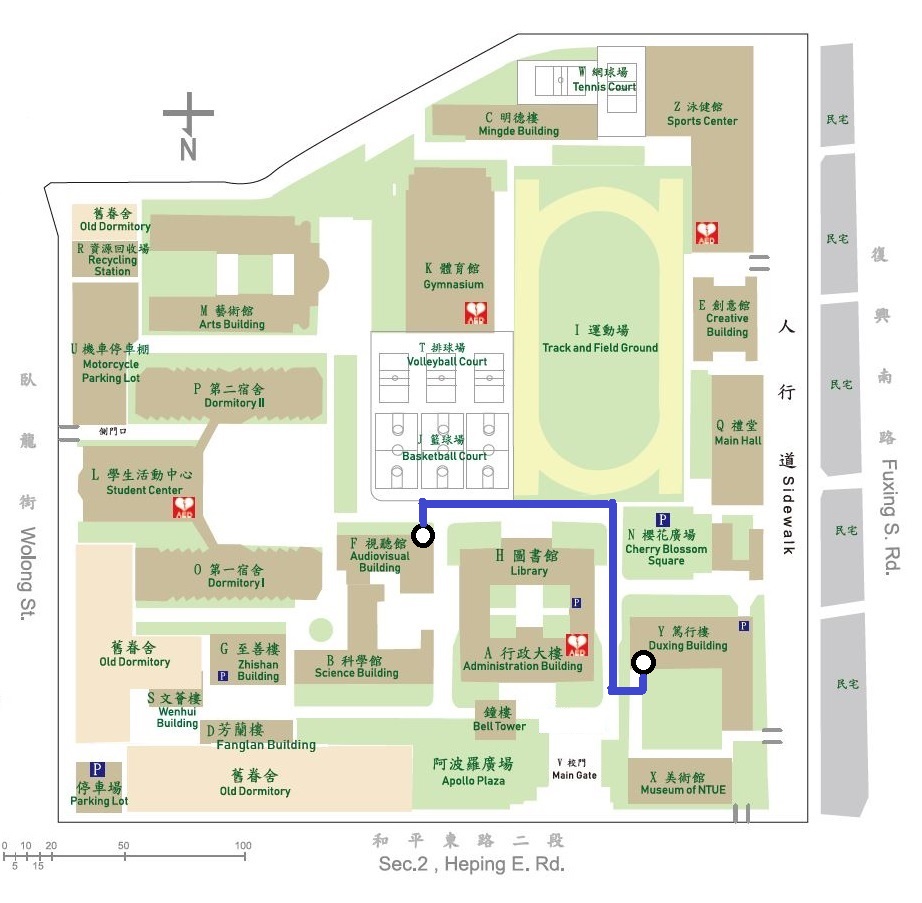 W 網球場
Tennis Court
Z 泳健館
Sports Center
C 明德樓
Mingde Building
民宅
N
舊眷舍
Old Dormitory
R 資源回收場
Recycling
Station
AED
民宅
復興南路
Fuxing S. Rd.
K 體育館
Gymnasium
AED
M 藝術館
Arts Building
E 創意館
Creative
Building
I 運動場
Track and Field Ground
人行道 Sidewalk
U 機車停車棚
Motorcycle
Parking Lot
T 排球場
Volleyball Court
P 第二宿舍
Dormitory II
民宅
臥龍街
Wolong St.
側門口
J 籃球場
Basketball Court
Q 禮堂
Main Hall
L 學生活動中心
Student Center
AED
P
N 櫻花廣場
Cherry Blossom
Square
民宅
F 視聽館
Audiovisual
Building
H 圖書館
Library
O 第一宿舍
Dormitory I
P
P
Y 篤行樓
Duxing Building
舊眷舍
Old Dormitory
G 至善樓
Zhishan
Building
P
B 科學館
Science Building
A 行政大樓
Administration Building
AED
民宅
S 文薈樓
Wenhui
Building
鐘樓
Bell Tower
D 芳蘭樓
Fanglan Building
阿波羅廣場
Apollo Plaza
V 校門
Main Gate
X 美術館
Museum of NTUE
P
停車場
Parking Lot
舊眷舍
Old Dormitory
和平東路二段
Sec.2 , Heping E. Rd.
0 10 20 50 100
5 15